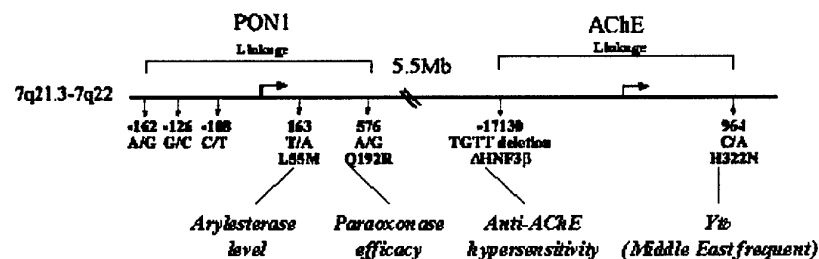 PON1 AChE
Linkage Linkage
5.5Mb
7q21.3-7q22
-162 -126 -108 163 576 -17130 964
A/G G/C C/T T/A A/G TGTT deletion C/A
L55M Q192R ΔHNF3β H322N
Arylesterase Paraoxonase Anti-AChE Ytb
level efficacy hypersensitivity (Middle East frequent)